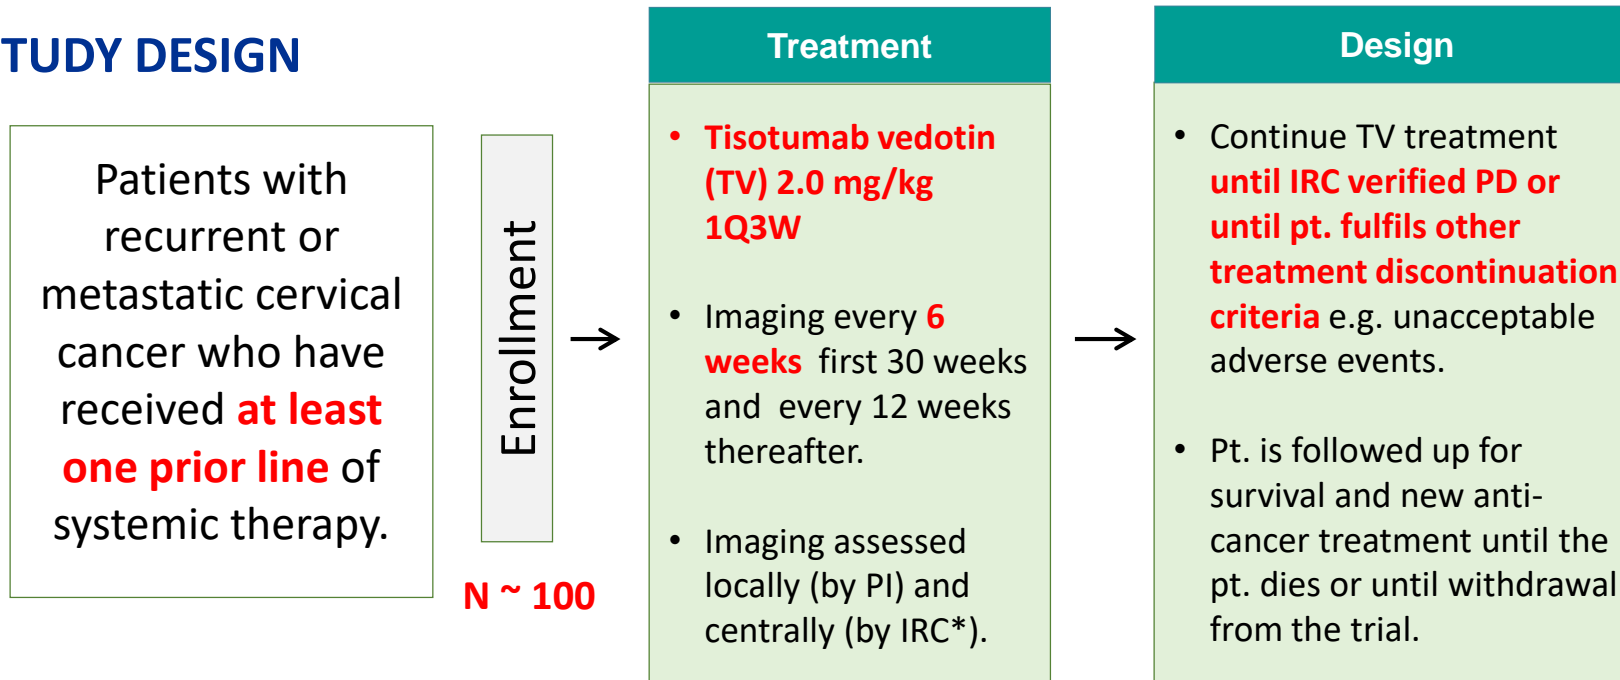 TUDY DESIGN
Patients with
recurrent or
metastatic cervical
cancer who have
received at least
one prior line of
systemic therapy.
Enrollment
N ~ 100
Treatment
• Tisotumab vedotin
(TV) 2.0 mg/kg
1Q3W
• Imaging every 6
weeks first 30 weeks
and every 12 weeks
thereafter.
• Imaging assessed
locally (by PI) and
centrally (by IRC*).
Design
• Continue TV treatment
until IRC verified PD or
until pt. fulfils other
treatment discontinuation
criteria e.g. unacceptable
adverse events.
• Pt. is followed up for
survival and new anti-
cancer treatment until the
pt. dies or until withdrawal
from the trial.